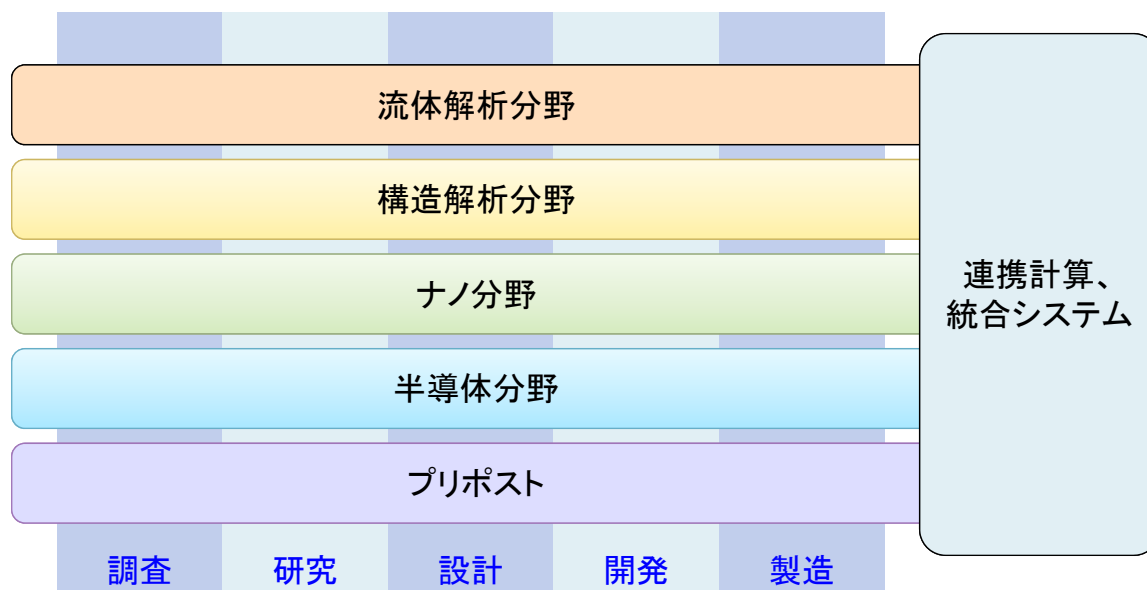 流体解析分野
構造解析分野
ナノ分野
半導体分野
プリポスト
連携計算、
統合システム
調査
研究
設計
開発
製造